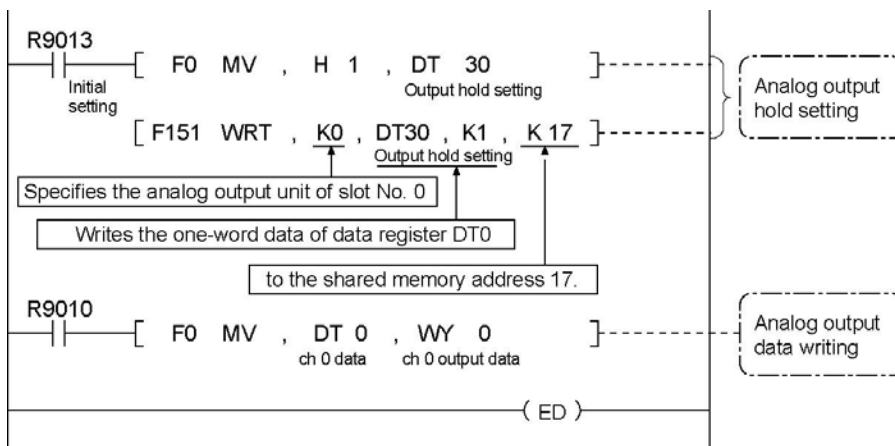 R9013
[ F0 MV , H 1 , DT 30 ]
Initial
setting
Output hold setting
Analog output
hold setting
[ F151 WRT , K0 , DT30 , K1 , K 17 ]
Output hold setting
Specifies the analog output unit of slot No. 0
Writes the one-word data of data register DT0
to the shared memory address 17.
R9010
[ F0 MV , DT 0 , WY 0 ]
ch 0 data ch 0 output data
Analog output
data writing
( ED )